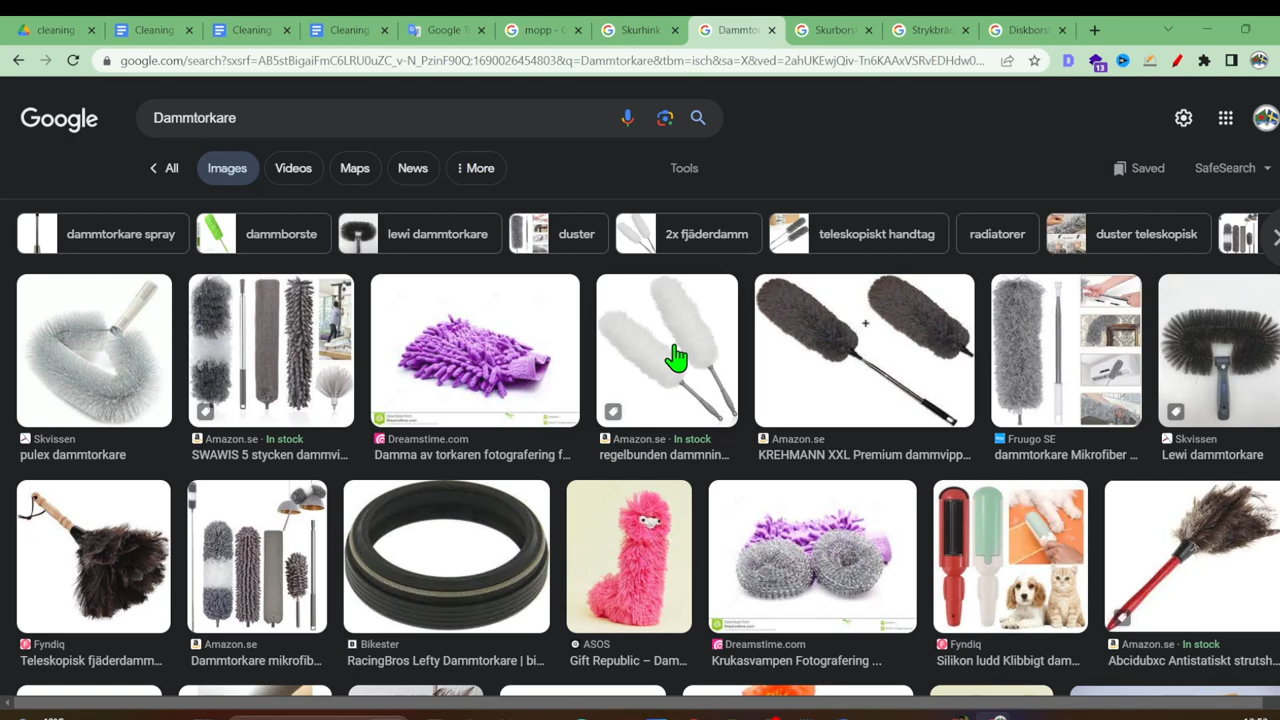 cleaning
Cleaning
Cleaning
Cleaning
Google T
mopp - G
Skurhink
Dammtor
Skurbors
Strykbräd
Diskbors
google.com/search?sxsrf=AB5stBigaiFmC6LRUDLZC_v-N_PzinF90Q:1690026454803&q=Dammtorkare&tbm=isch&sa=X&ved=2ahUKEwjQiv-Tn6KAAxVSRvEDHdw0...
13
Google
Dammtorkare
All
Images
Videos
Maps
News
More
Tools
Saved
SafeSearch
dammtorkare spray
dammborste
lewi dammtorkare
duster
2x fjäderdamm
teleskopiskt handtag
radiatorer
duster teleskopisk
Skvissen
pulex dammtorkare
Amazon.se · In stock
SWAWIS 5 stycken dammvi...
Dreamstime.com
Damma av torkaren fotografering f...
Amazon.se · In stock
regelbunden dammnin...
Amazon.se
KREHMANN XXL Premium dammvipp...
Fruugo SE
dammtorkare Mikrofiber ...
Skvissen
Lewi dammtorkare
Fyndiq
Teleskopisk fjäderdamm...
Amazon.se
Dammtorkare mikrofib...
Bikester
RacingBros Lefty Dammtorkare | bi...
ASOS
Gift Republic – Dam...
Dreamstime.com
Krukasvampen Fotografering ...
Fyndiq
Silikon ludd Klibbigt dam...
Amazon.se · In stock
Abcidubxc Antistatiskt strutsh...